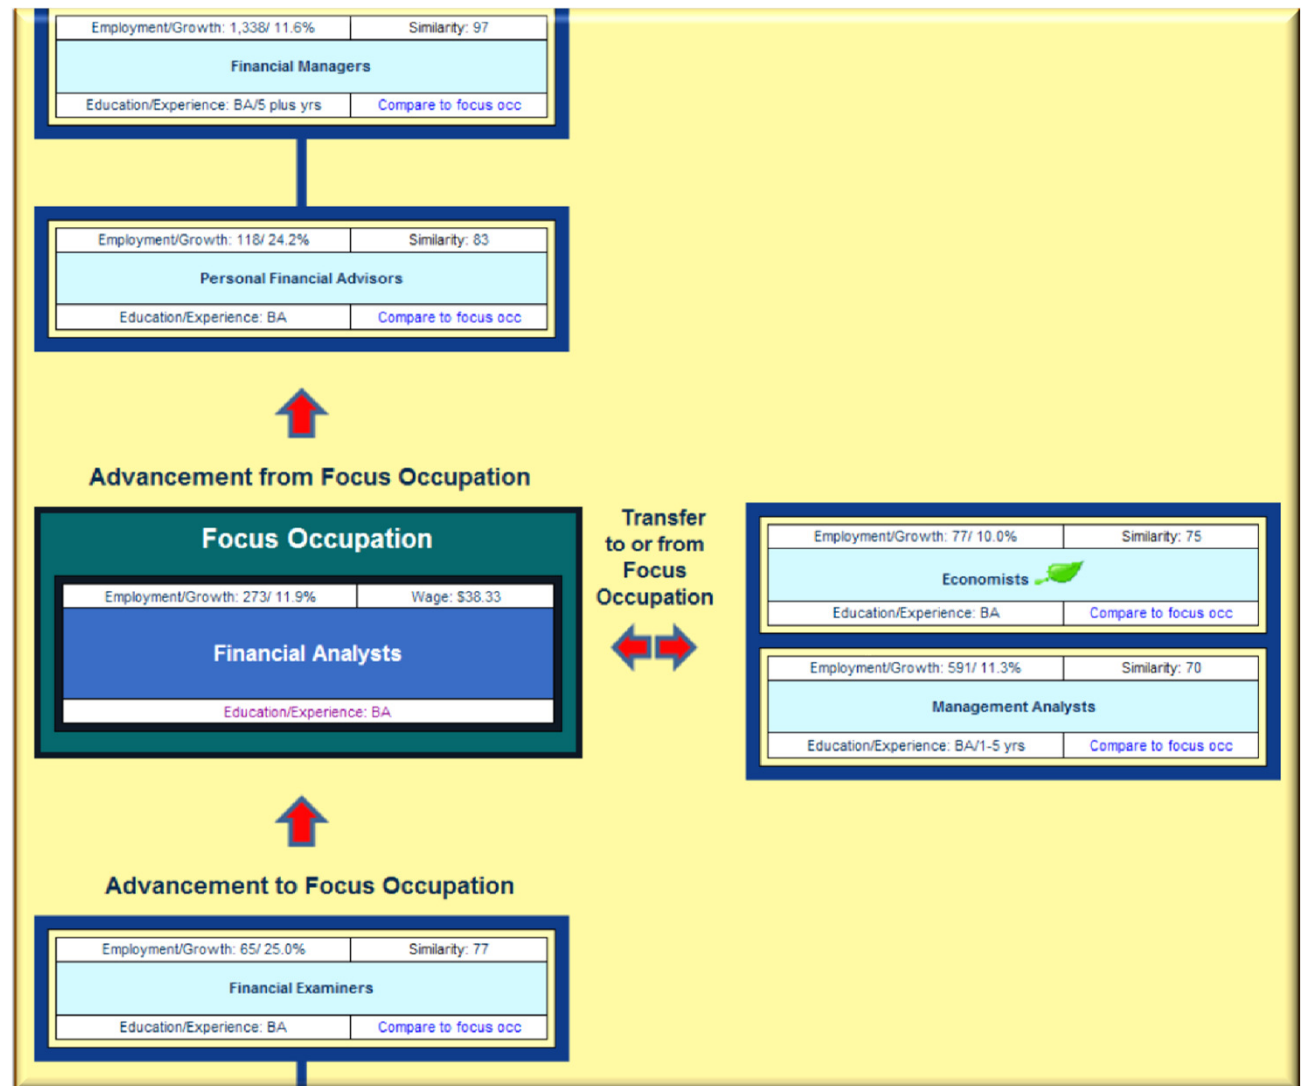 Employment/Growth: 1,338/ 11.6% Similarity: 97
Financial Managers
Education/Experience: BA/5 plus yrs Compare to focus occ
Employment/Growth: 118/ 24.2% Similarity: 83
Personal Financial Advisors
Education/Experience: BA Compare to focus occ
Advancement from Focus Occupation
Focus Occupation
Employment/Growth: 273/ 11.9% Wage: $38.33
Financial Analysts
Education/Experience: BA
Transfer
to or from
Focus
Occupation
Employment/Growth: 77/ 10.0% Similarity: 75
Economists
Education/Experience: BA Compare to focus occ
Employment/Growth: 591/ 11.3% Similarity: 70
Management Analysts
Education/Experience: BA/1-5 yrs Compare to focus occ
Advancement to Focus Occupation
Employment/Growth: 65/ 25.0% Similarity: 77
Financial Examiners
Education/Experience: BA Compare to focus occ